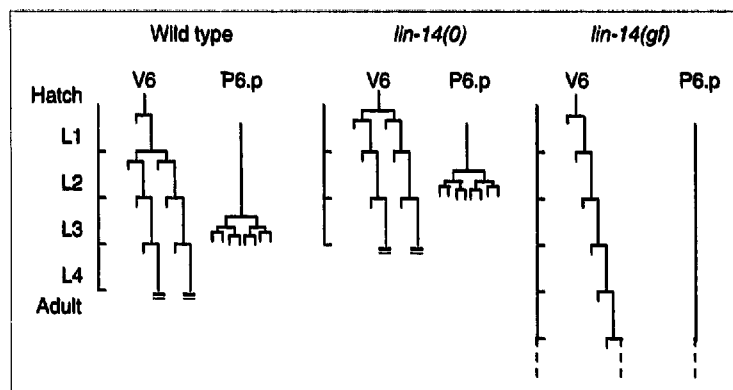 Wild type lin-14(0) lin-14(gf)
V6 P6.p V6 P6.p V6 P6.p
Hatch
L1
L2
L3
L4
Adult